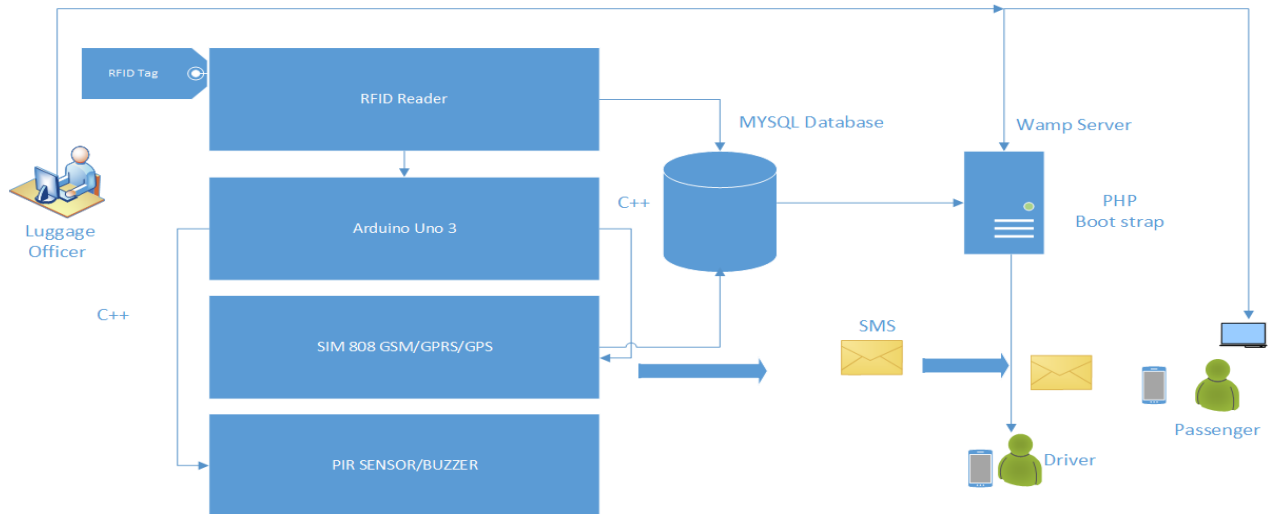 RFID Tag
RFID Reader
MYSQL Database
Wamp Server
Luggage
Officer
Arduino Uno 3
C++
PHP
Boot strap
C++
SIM 808 GSM/GPRS/GPS
SMS
PIR SENSOR/BUZZER
Driver
Passenger